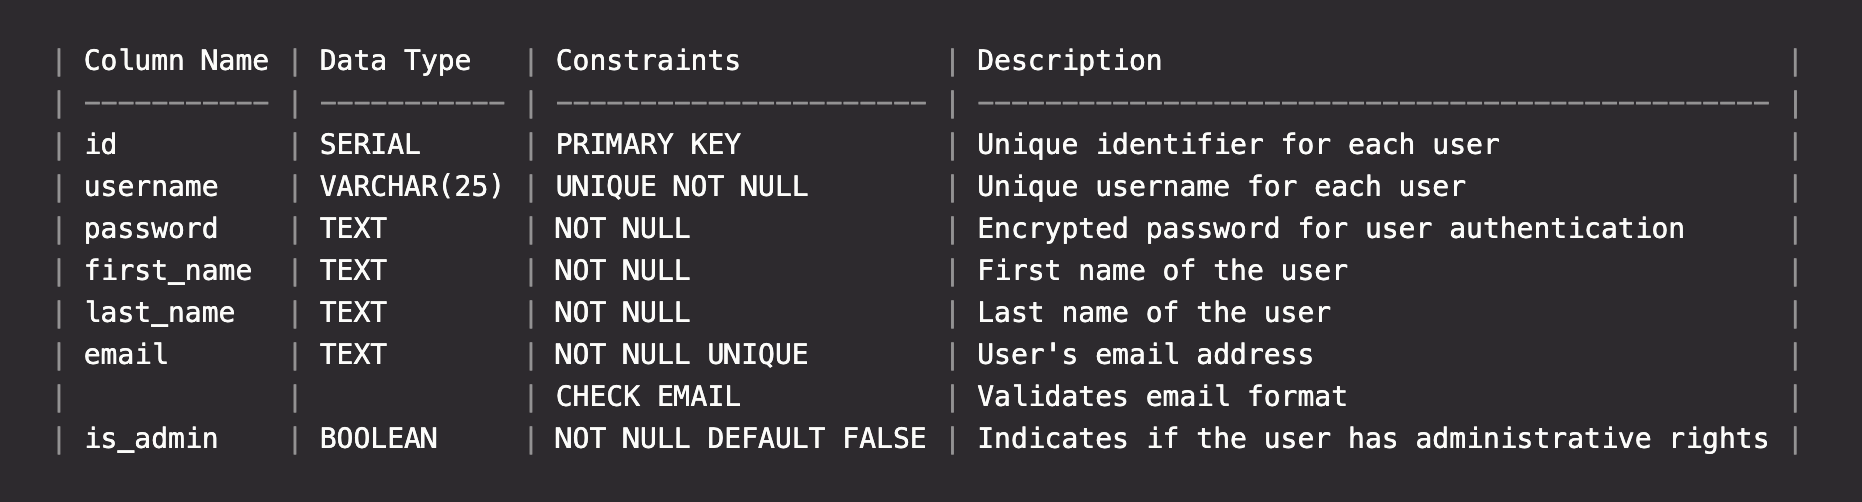 | Column Name | Data Type   | Constraints            | Description                                     |
| ----------- | ----------- | ---------------------- | ----------------------------------------------- |
| id          | SERIAL      | PRIMARY KEY            | Unique identifier for each user                 |
| username    | VARCHAR(25) | UNIQUE NOT NULL        | Unique username for each user                   |
| password    | TEXT        | NOT NULL               | Encrypted password for user authentication      |
| first_name  | TEXT        | NOT NULL               | First name of the user                          |
| last_name   | TEXT        | NOT NULL               | Last name of the user                           |
| email       | TEXT        | NOT NULL UNIQUE        | User's email address                            |
|             |             | CHECK EMAIL            | Validates email format                          |
| is_admin    | BOOLEAN     | NOT NULL DEFAULT FALSE | Indicates if the user has administrative rights |